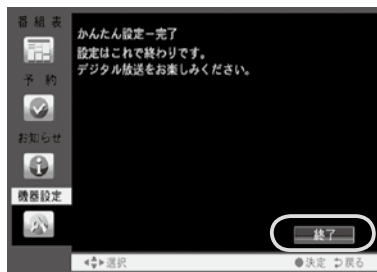 番組表
かんたん設定－完了
設定はこれで終わりです。
デジタル放送をお楽しみください。
予約
お知らせ
機器設定
終了
選択
決定 戻る